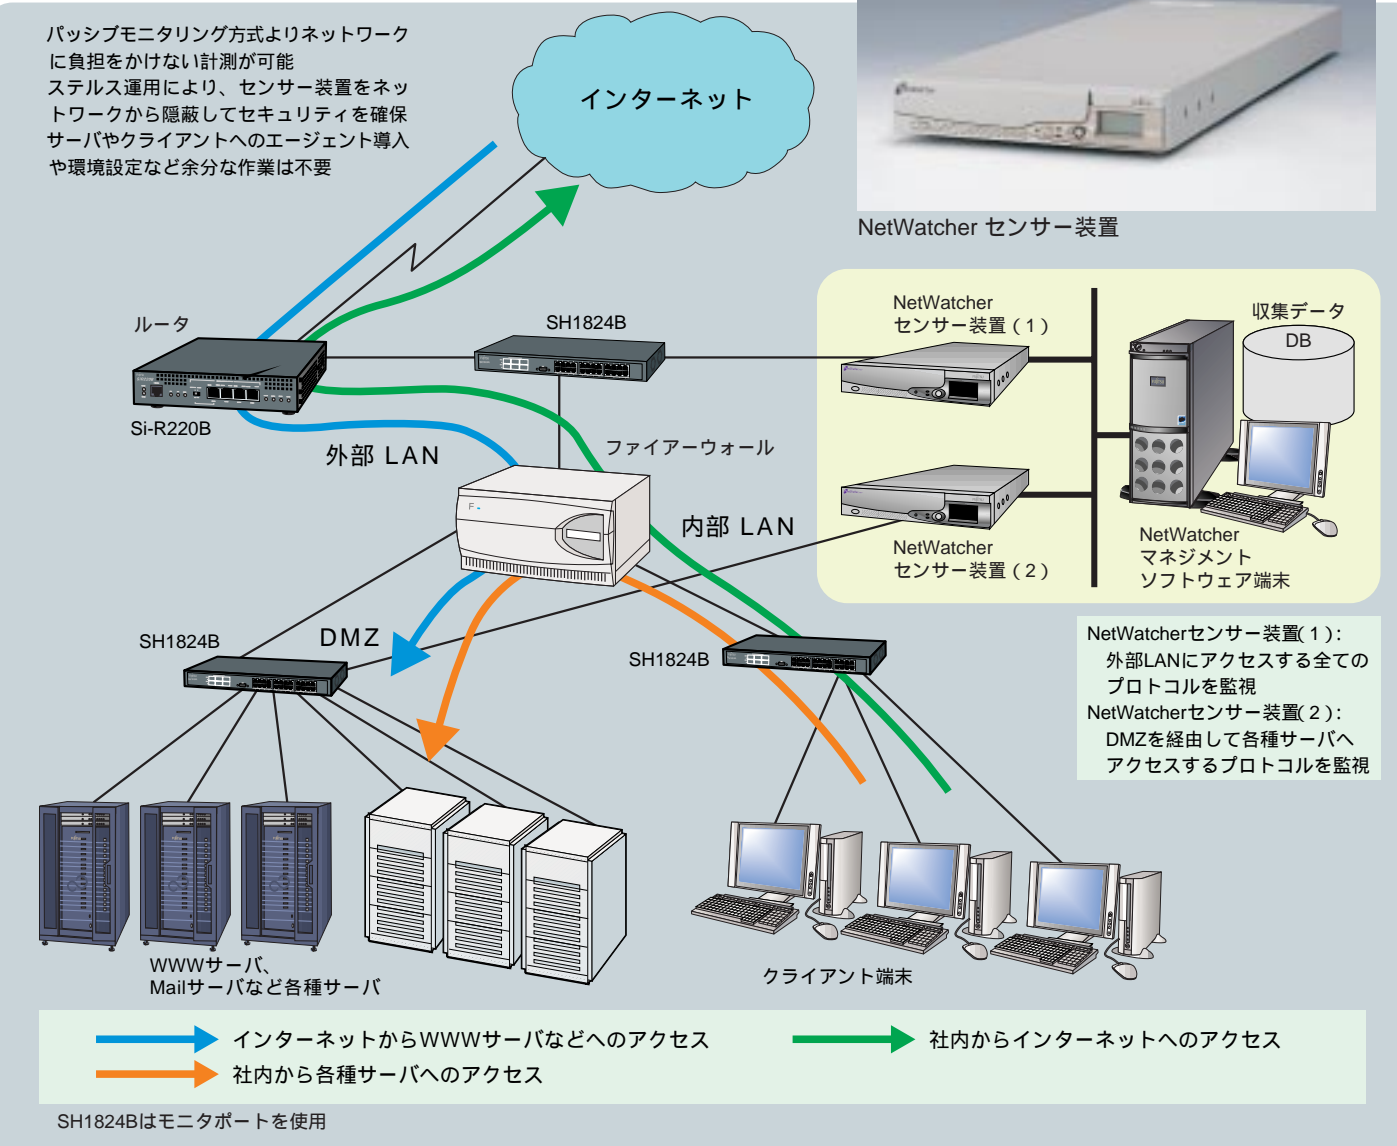 パッシブモニタリング方式よりネットワーク
に負担をかけない計測が可能
ステルス運用により、センサー装置をネッ
トワークから隠蔽してセキュリティを確保
サーバやクライアントへのエージェント導入
や環境設定など余分な作業は不要
インターネット
NetWatcher センサー装置
ルータ
Si-R220B
SH1824B
外部 LAN
ファイアーウォール
内部 LAN
NetWatcher
センサー装置(1)
収集データ
DB
NetWatcher
センサー装置(2)
NetWatcher
マネジメント
ソフトウェア端末
SH1824B
DMZ
SH1824B
NetWatcherセンサー装置(1):
外部LANにアクセスする全ての
プロトコルを監視
NetWatcherセンサー装置(2):
DMZを経由して各種サーバへ
アクセスするプロトコルを監視
WWWサーバ、
Mailサーバなど各種サーバ
クライアント端末
インターネットからWWWサーバなどへのアクセス
社内からインターネットへのアクセス
社内から各種サーバへのアクセス
SH1824Bはモニタポートを使用